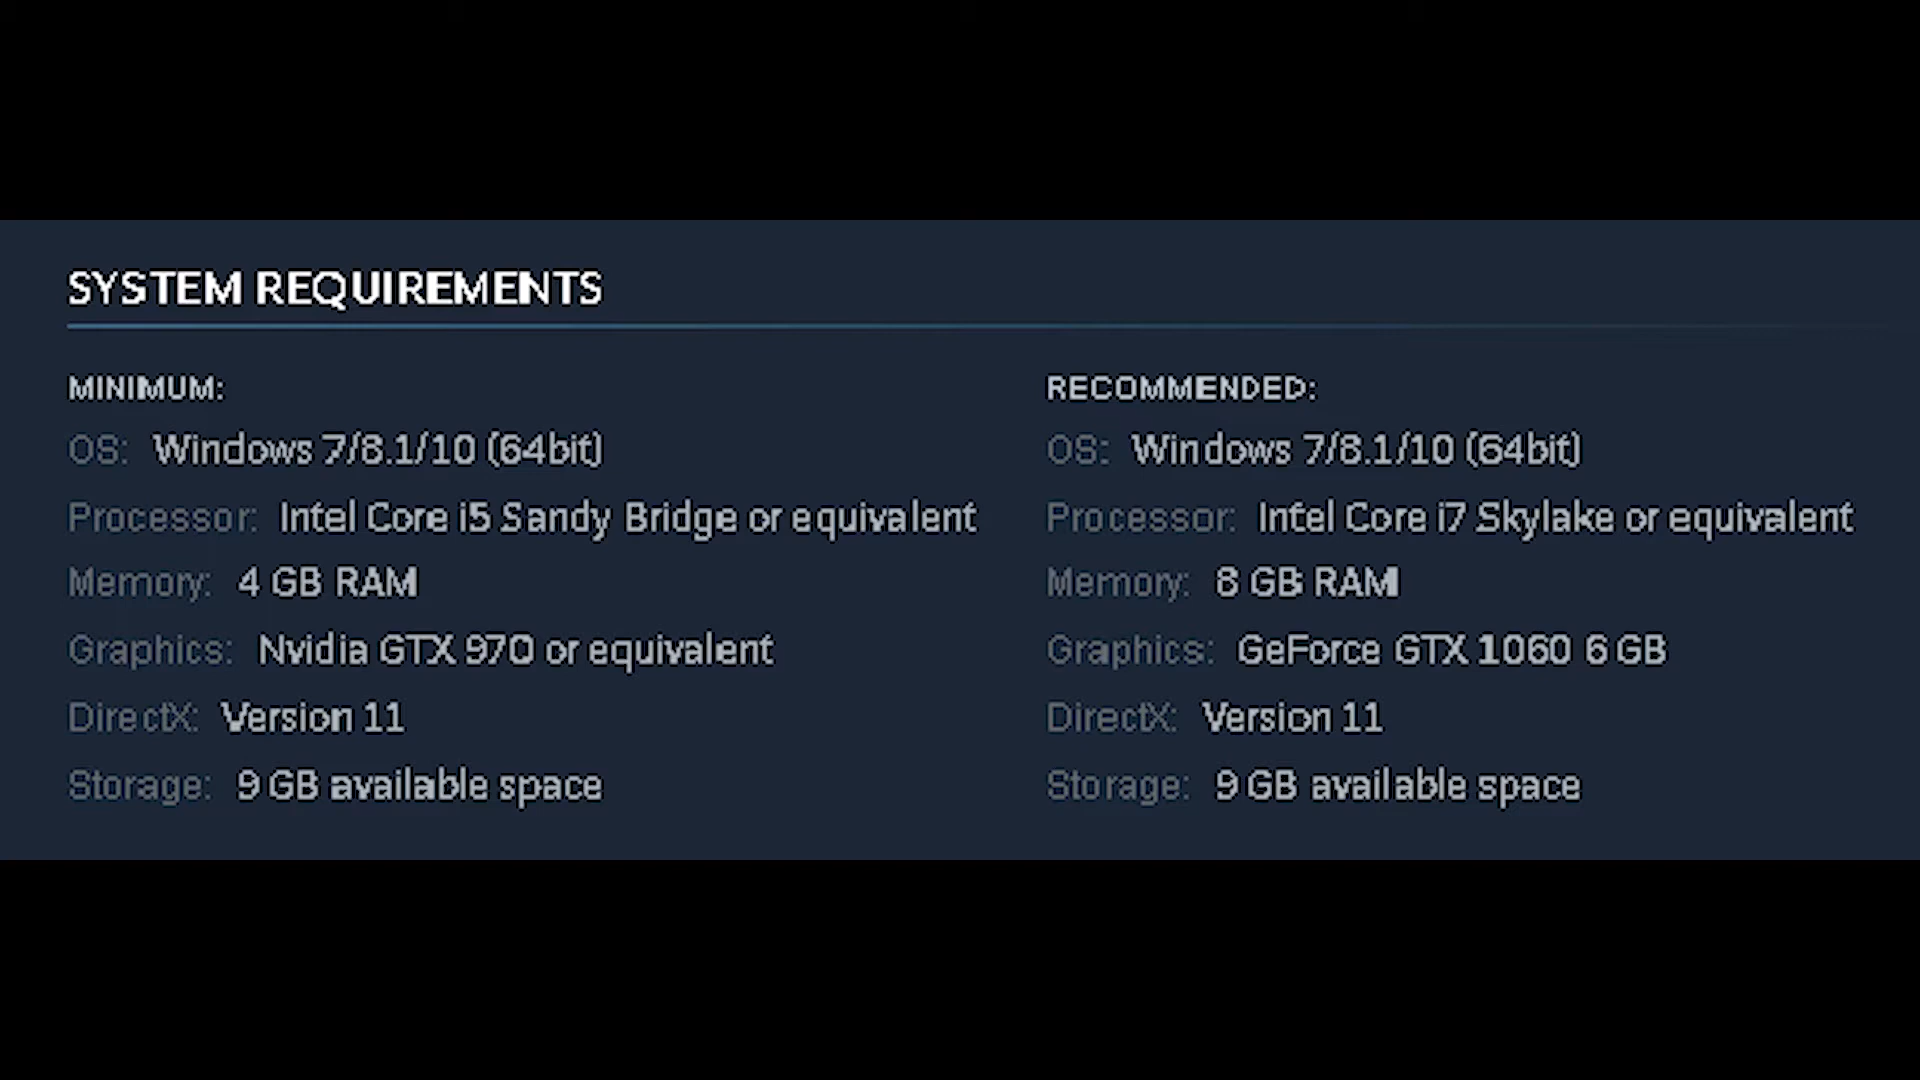 SYSTEM REQUIREMENTS
MINIMUM:
OS: Windows 7/8.1/10 (64bit)
Processor: Intel Core i5 Sandy Bridge or equivalent
Memory: 4 GB RAM
Graphics: Nvidia GTX 970 or equivalent
DirectX: Version 11
Storage: 9 GB available space
RECOMMENDED:
OS: Windows 7/8.1/10 (64bit)
Processor: Intel Core i7 Skylake or equivalent
Memory: 8 GB RAM
Graphics: GeForce GTX 1060 6 GB
DirectX: Version 11
Storage: 9 GB available space